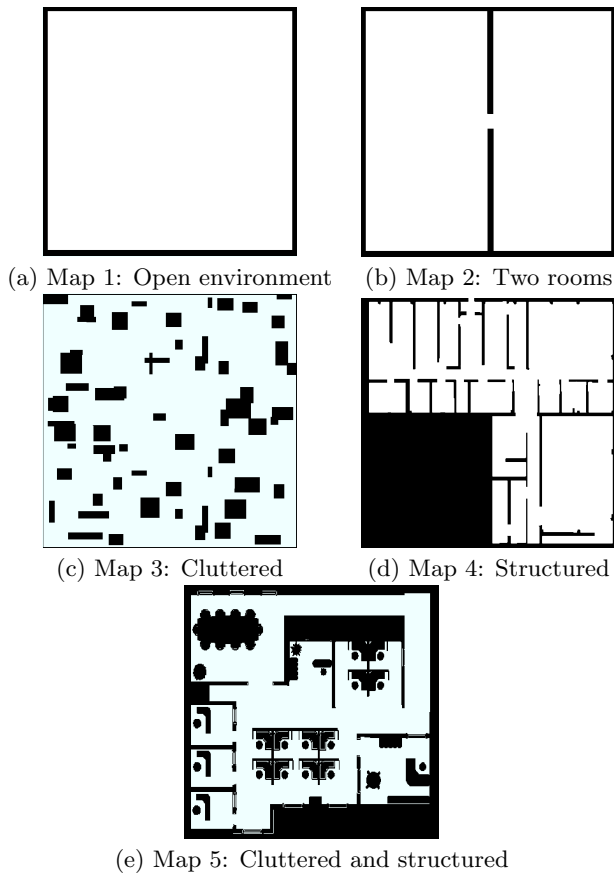 (a) Map 1: Open environment
(b) Map 2: Two rooms
(c) Map 3: Cluttered
(d) Map 4: Structured
(e) Map 5: Cluttered and structured